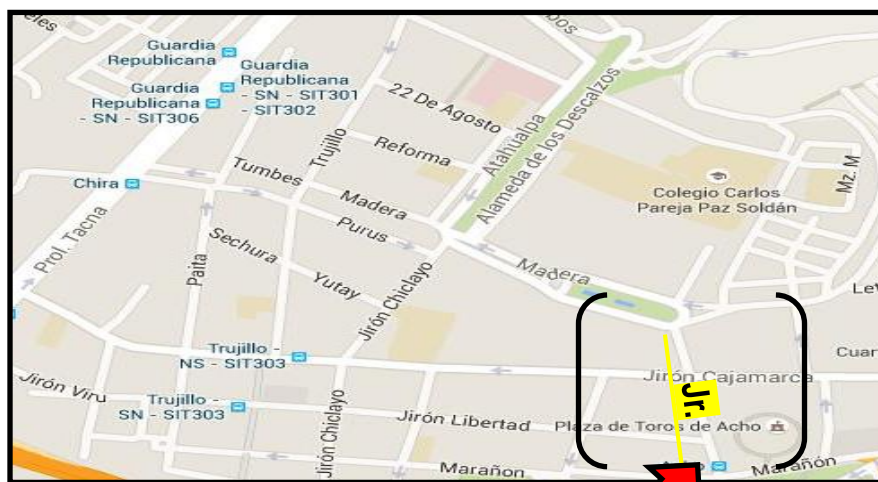 Guardia
Republicana
Guardia
Republicana
- SN - SIT301
- SIT302
Guardia
Republicana
- SN - SIT306
22 De Agosto
Trujillo
Reforma
Atahualpa
Alameda de los Descalzos
Mz. M
Chira
Tumbes
Madera
Colegio Carlos
Pareja Paz Soldán
Purus
Prol. Tacna
Sechura
Paita
Yutay
Madera
Jirón Chiclayo
Trujillo -
NS - SIT303
Cuar
Jirón Cajamarca
Jirón Viru
Trujillo -
SN - SIT303
Jirón Libertad
Jr.
Plaza de Toros de Acho
Jirón Chiclayo
Marañon
Marañón